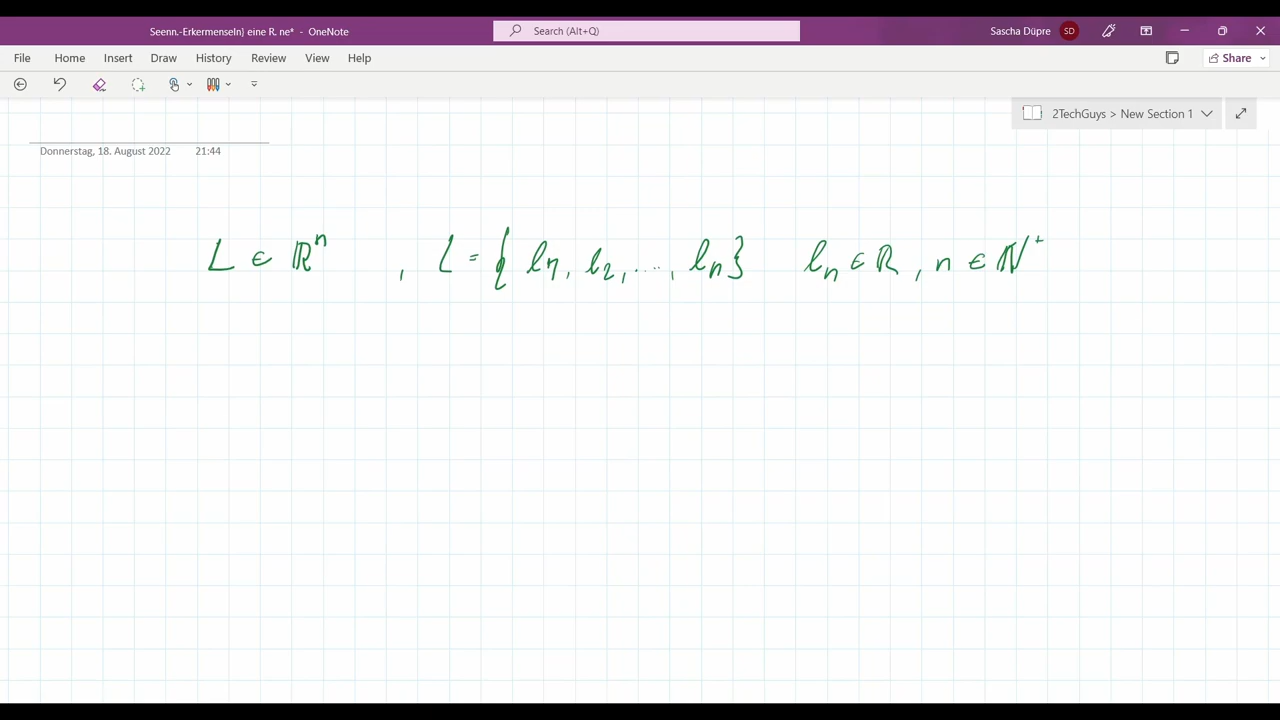 Seenn.-Erkermenseln} eine R. ne* - OneNote
Search (Alt+Q)
Sascha Düpre SD
File Home Insert Draw History Review View Help
Share
2TechGuys > New Section 1
Donnerstag, 18. August 2022 21:44
L ∈ ℝⁿ , L = { l₁, l₂, ..., lₙ } lₙ ∈ ℝ, n ∈ ℕ⁺